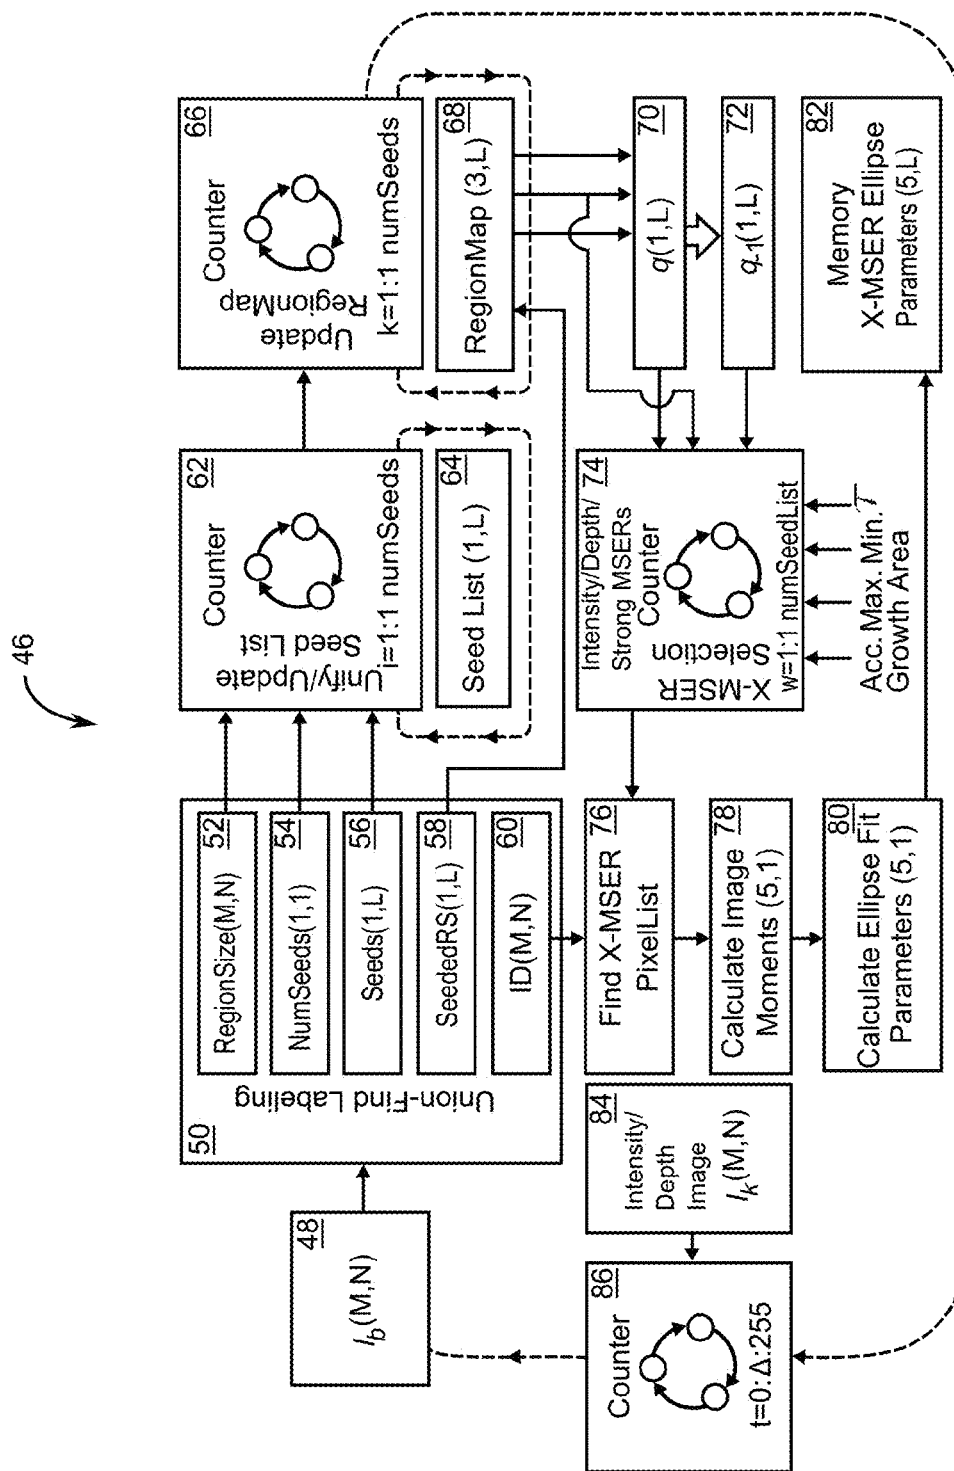 46
48
I_b(M,N)
50
Union-Find Labeling
RegionSize(M,N)
52
NumSeeds(1,1)
54
Seeds(1,L)
56
SeededRS(1,L)
58
ID(M,N)
60
62
Counter
Unify/Update
Seed List
i=1:1 numSeeds
64
Seed List (1,L)
66
Counter
Update
RegionMap
k=1:1 numSeeds
68
RegionMap (3,L)
q(1,L)
70
q-1(1,L)
72
74
Intensity/Depth/
Strong MSERs
Counter
X-MSER
Selection
w=1:1 numSeedList
Acc. Max. Min. T
Growth Area
76
Find X-MSER
PixelList
78
Calculate Image
Moments (5,1)
80
Calculate Ellipse Fit
Parameters (5,1)
82
Memory
X-MSER Ellipse
Parameters (5,L)
84
Intensity/
Depth
Image
I_k(M,N)
86
Counter
t=0:Δ:255